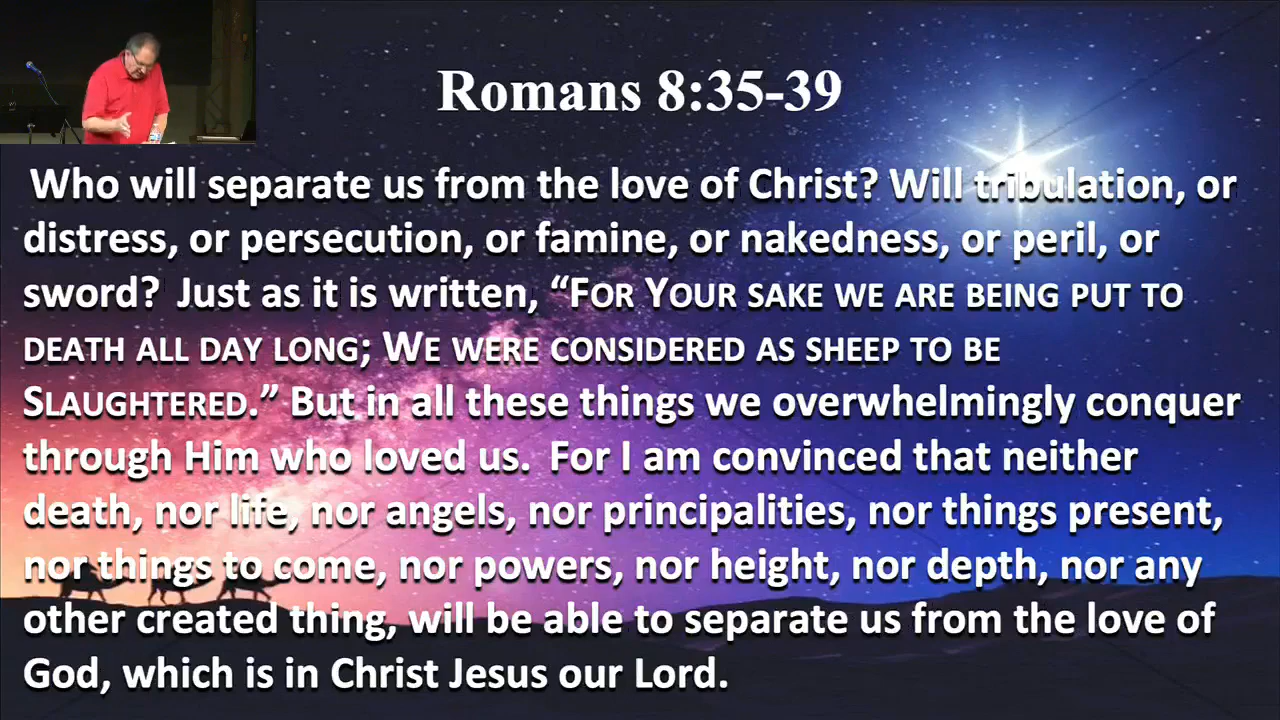 Romans 8:35-39
Who will separate us from the love of Christ? Will tribulation, or
distress, or persecution, or famine, or nakedness, or peril, or
sword? Just as it is written, “FOR YOUR SAKE WE ARE BEING PUT TO
DEATH ALL DAY LONG; WE WERE CONSIDERED AS SHEEP TO BE
SLAUGHTERED.” But in all these things we overwhelmingly conquer
through Him who loved us. For I am convinced that neither
death, nor life, nor angels, nor principalities, nor things present,
nor things to come, nor powers, nor height, nor depth, nor any
other created thing, will be able to separate us from the love of
God, which is in Christ Jesus our Lord.